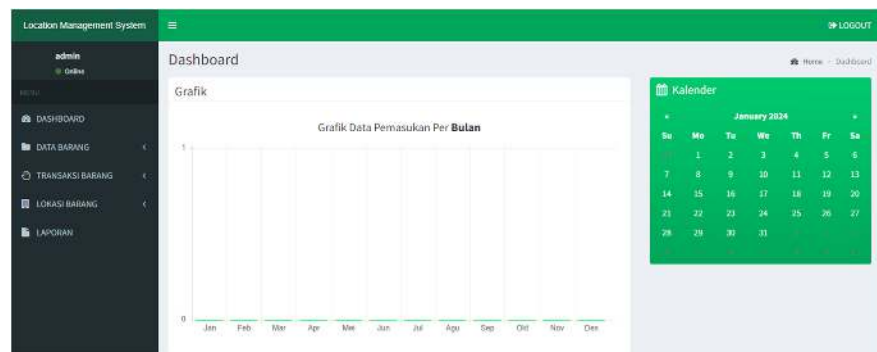 Location Management System
LOGOUT
admin
Online
MENU
DASHBOARD
DATA BARANG
TRANSAKSI BARANG
LOKASI BARANG
LAPORAN
Dashboard
Home > Dashboard
Grafik
Grafik Data Pemasukan Per Bulan
1
0
Jan Feb Mar Apr Mei Jun Jul Agu Sep Okt Nov Des
Kalender
« January 2024 »
Su Mo Tu We Th Fr Sa
1 2 3 4 5 6
7 8 9 10 11 12 13
14 15 16 17 18 19 20
21 22 23 24 25 26 27
28 29 30 31